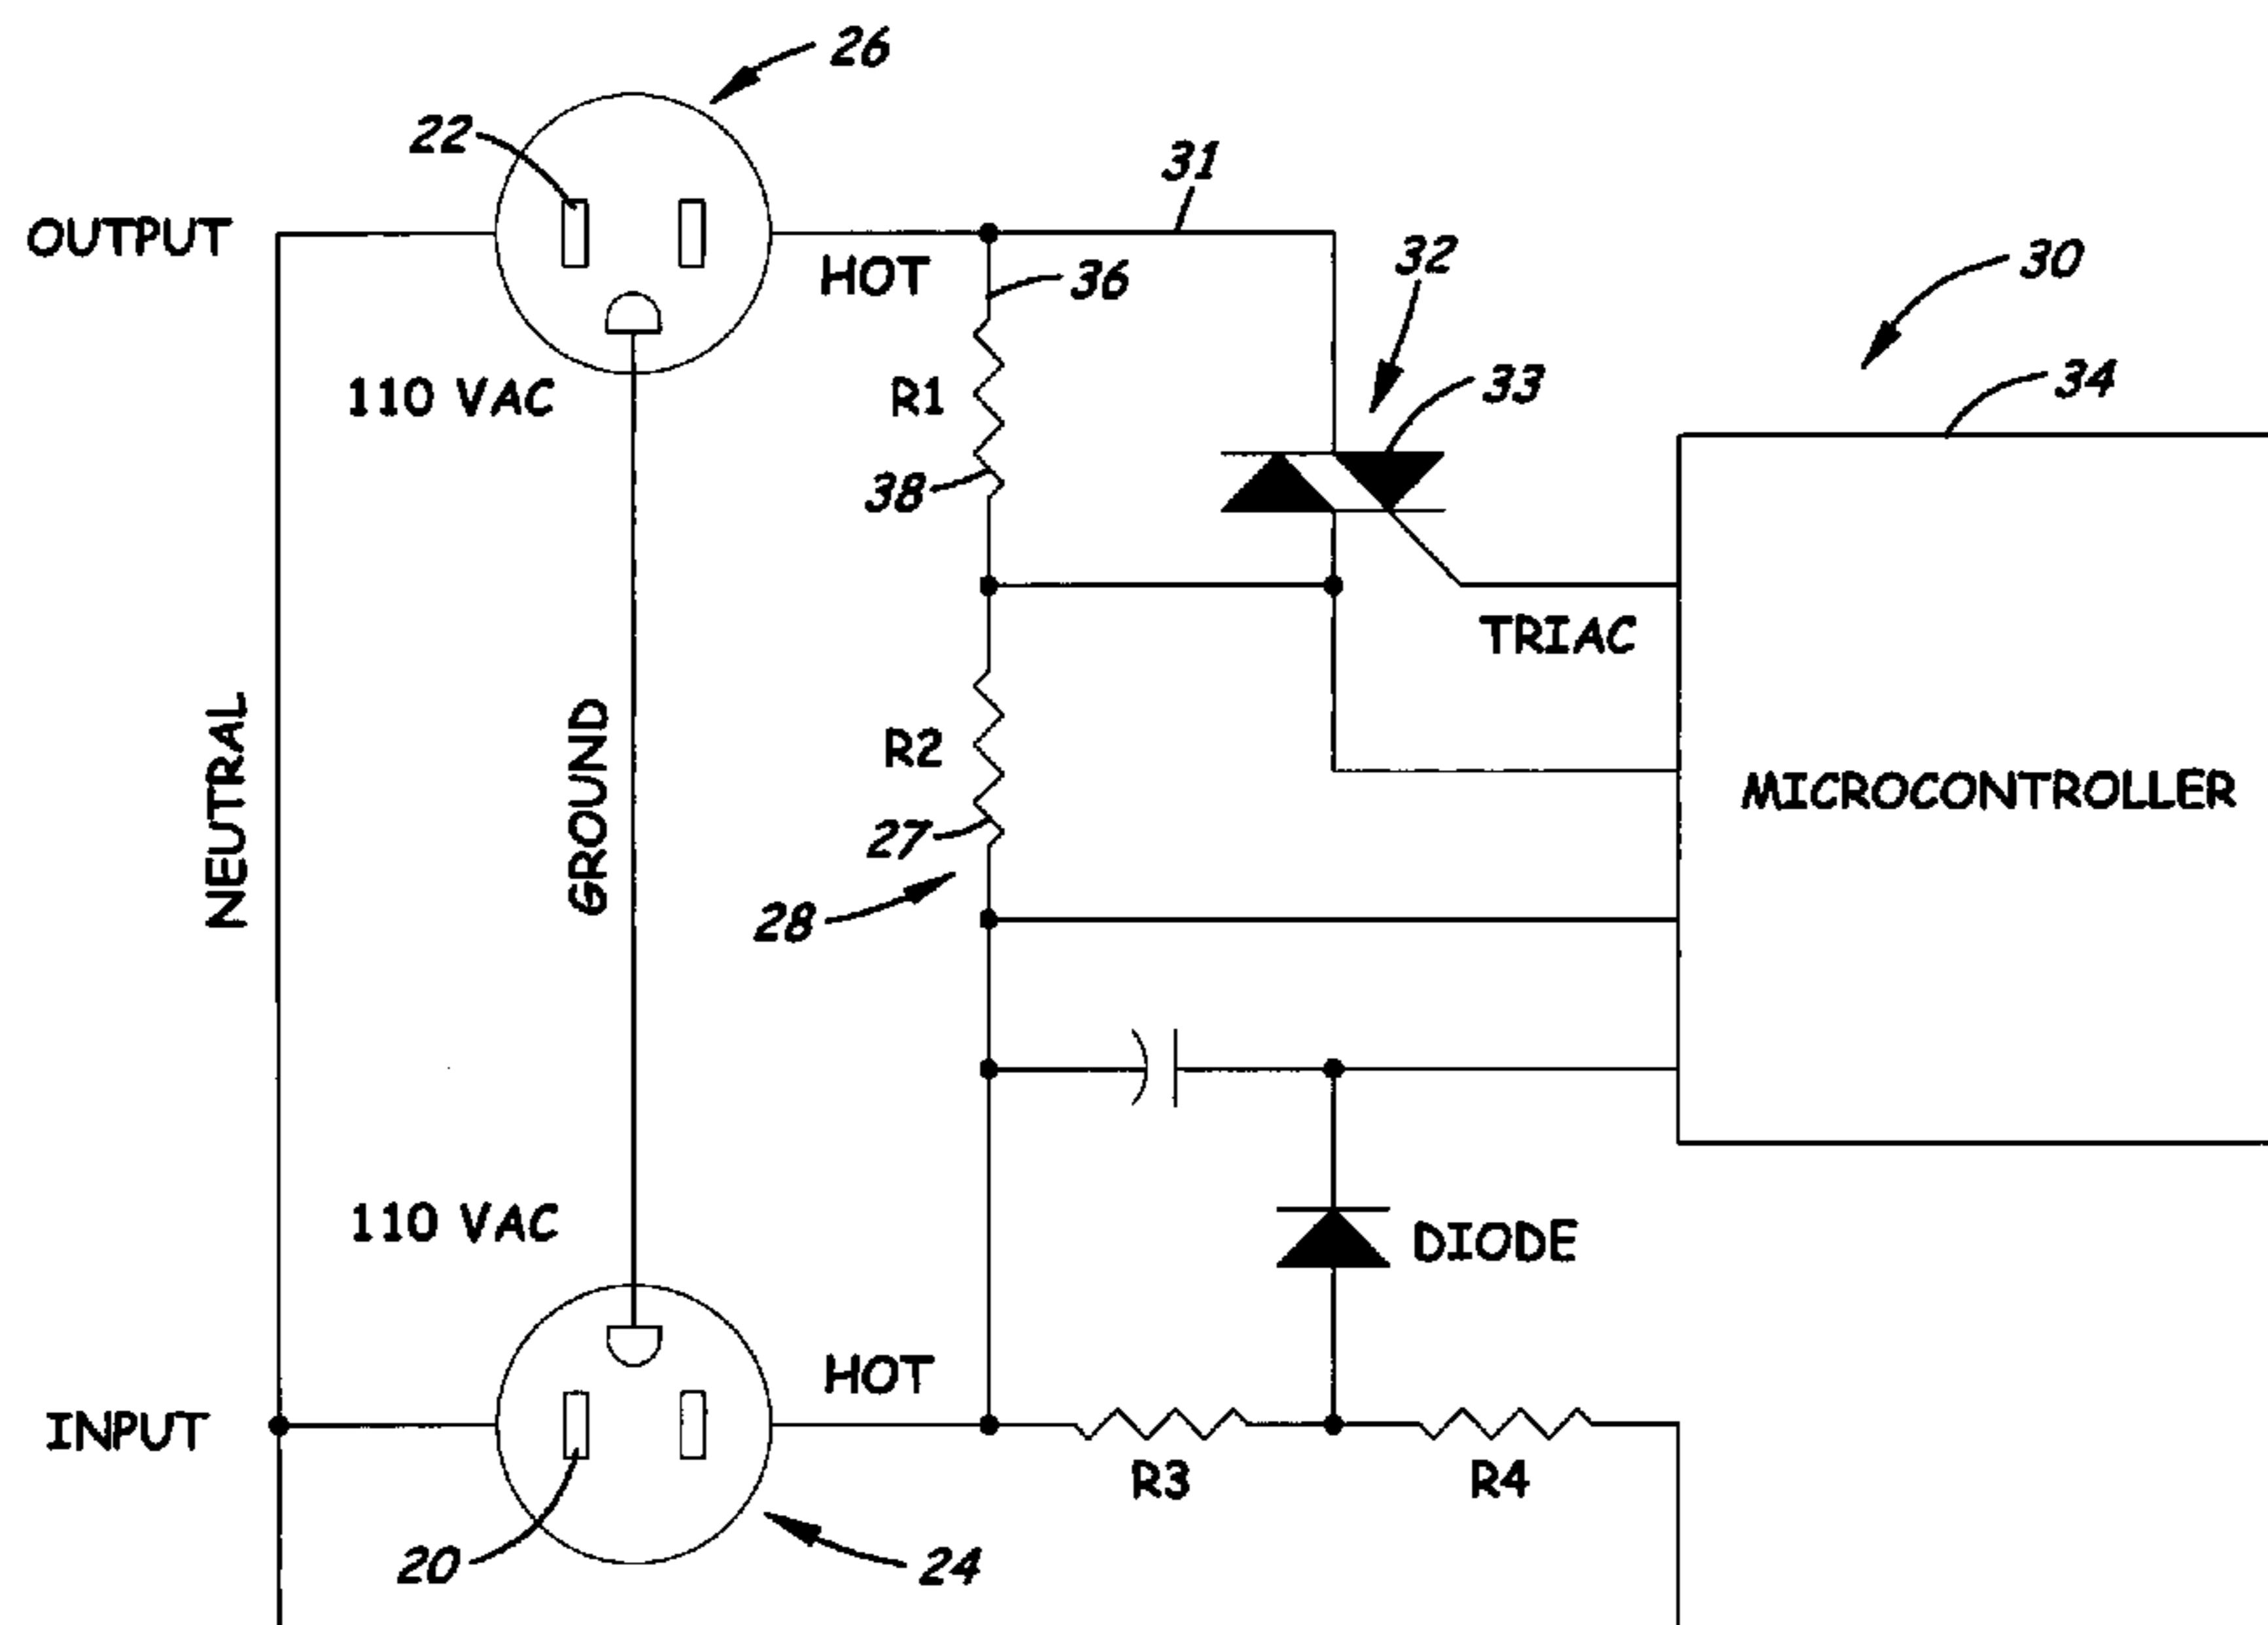 26
22
31
OUTPUT
HOT
36
32
30
33
34
110 VAC
R1
38
TRIAC
R2
MICROCONTROLLER
NEUTRAL
GROUND
27
28
110 VAC
DIODE
HOT
INPUT
R3
R4
20
24